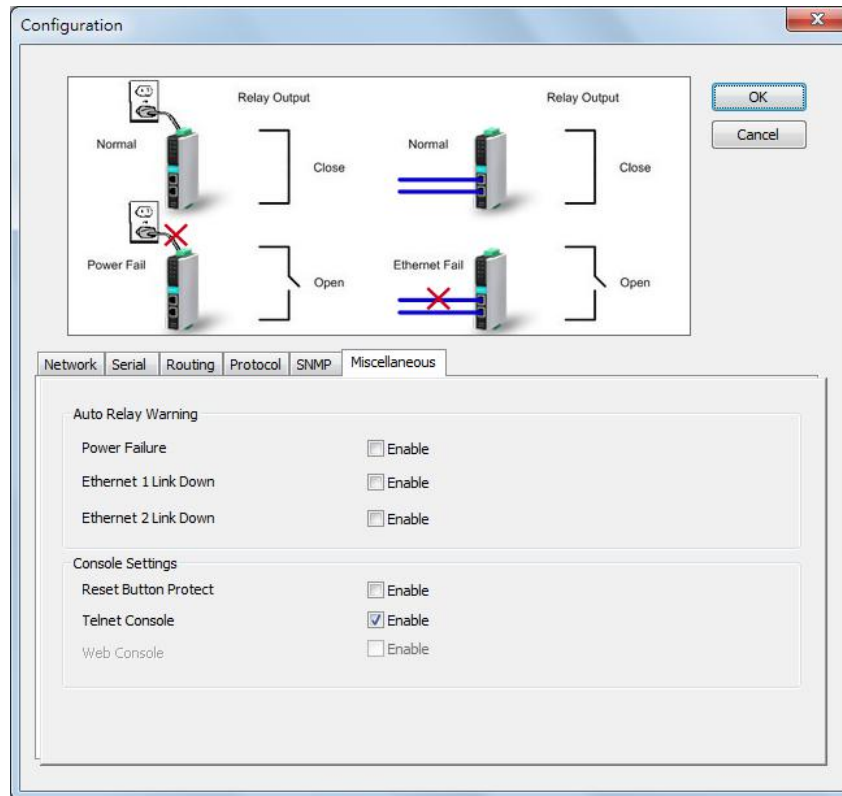 Configuration
Relay Output
Relay Output
OK
Cancel
Normal
Close
Normal
Close
Power Fail
Open
Ethernet Fail
Open
Network
Serial
Routing
Protocol
SNMP
Miscellaneous
Auto Relay Warning
Power Failure
Enable
Ethernet 1 Link Down
Enable
Ethernet 2 Link Down
Enable
Console Settings
Reset Button Protect
Enable
Telnet Console
Enable
Web Console
Enable